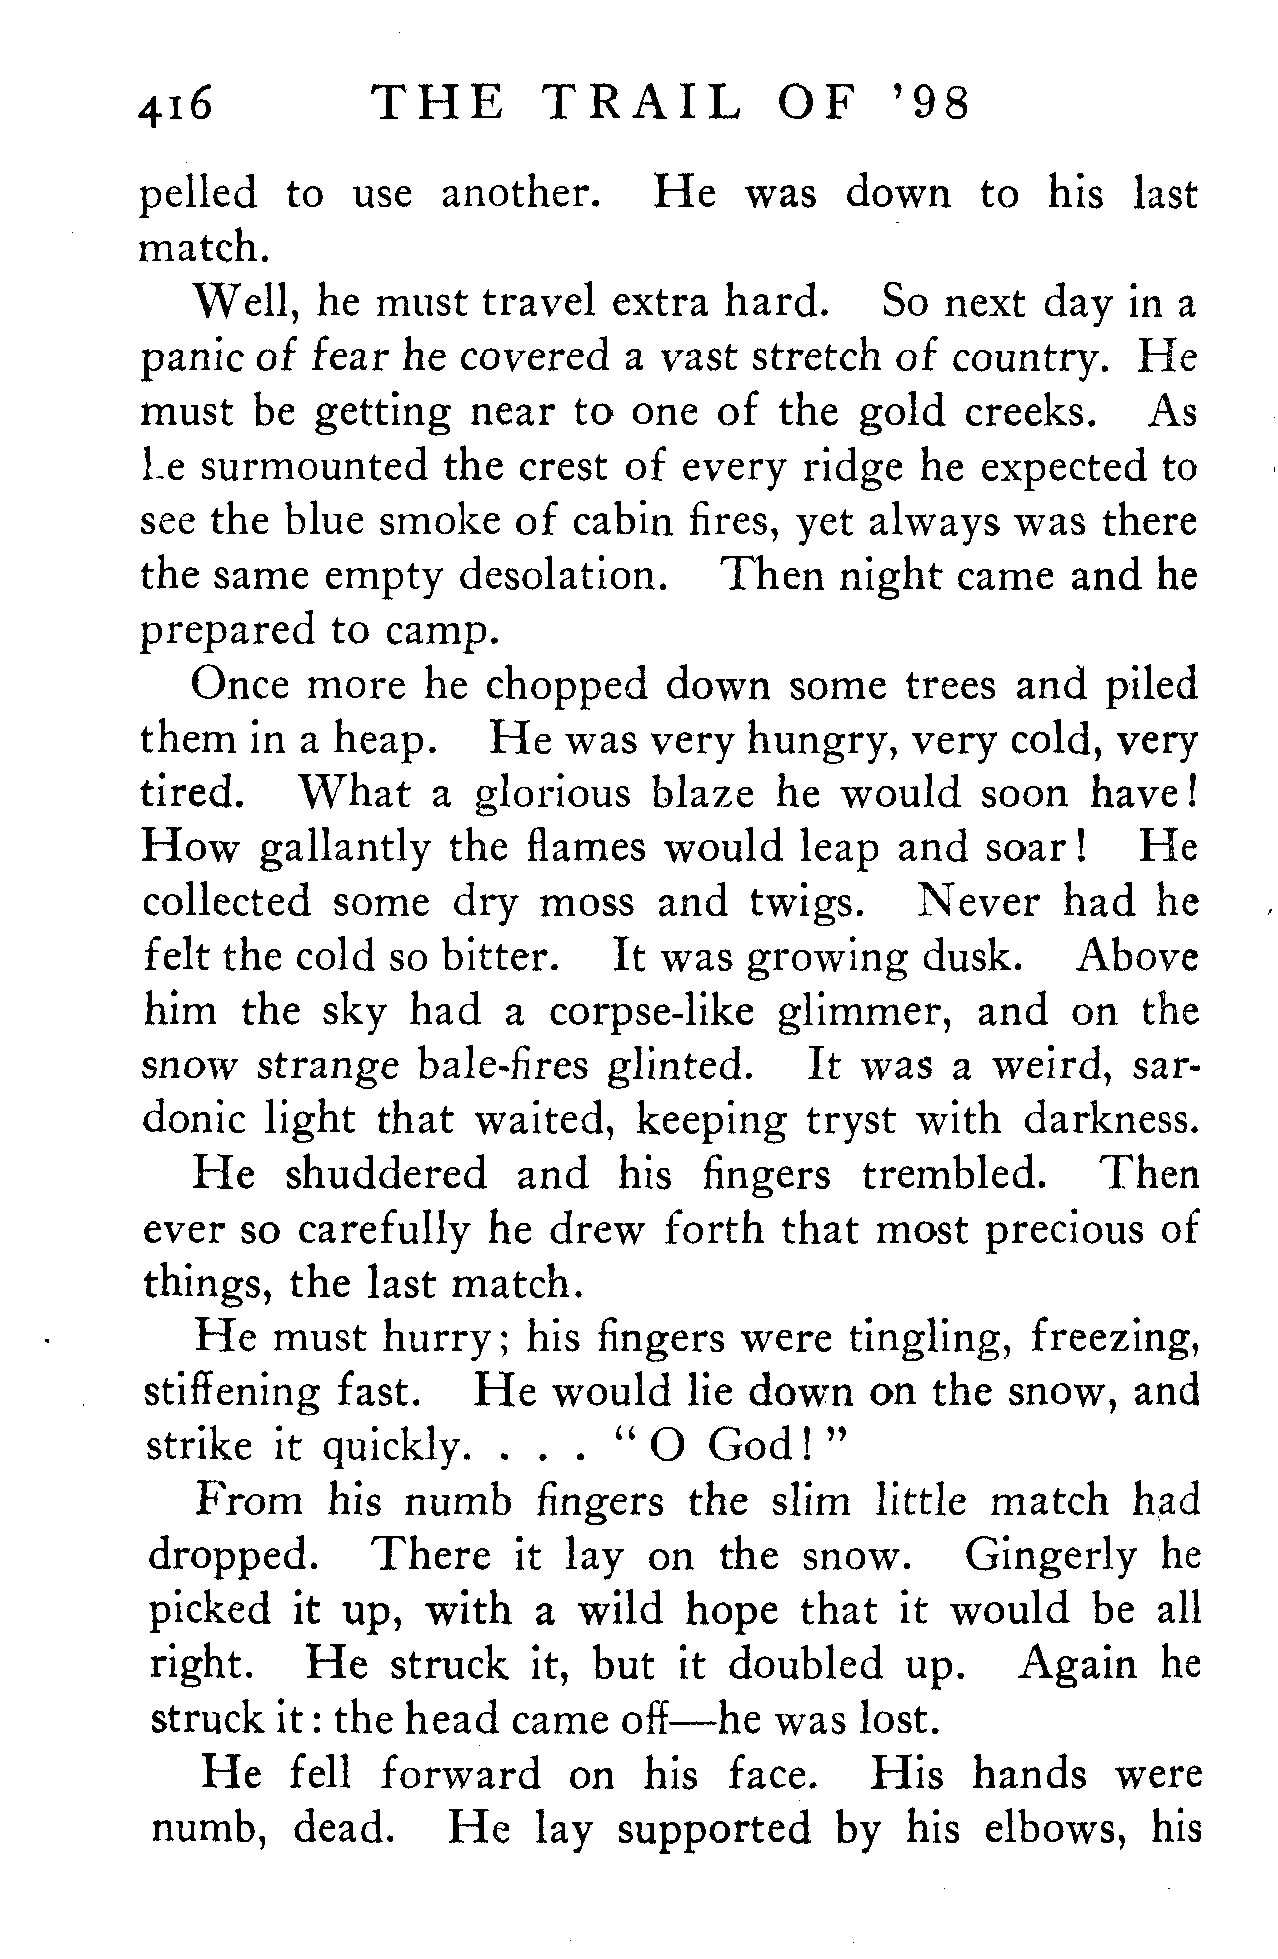 416 THE TRAIL OF '98
pelled to use another. He was down to his last
match.
Well, he must travel extra hard. So next day in a
panic of fear he covered a vast stretch of country. He
must be getting near to one of the gold creeks. As
he surmounted the crest of every ridge he expected to
see the blue smoke of cabin fires, yet always was there
the same empty desolation. Then night came and he
prepared to camp.
Once more he chopped down some trees and piled
them in a heap. He was very hungry, very cold, very
tired. What a glorious blaze he would soon have!
How gallantly the flames would leap and soar! He
collected some dry moss and twigs. Never had he
felt the cold so bitter. It was growing dusk. Above
him the sky had a corpse-like glimmer, and on the
snow strange bale-fires glinted. It was a weird, sar-
donic light that waited, keeping tryst with darkness.
He shuddered and his fingers trembled. Then
ever so carefully he drew forth that most precious of
things, the last match.
He must hurry; his fingers were tingling, freezing,
stiffening fast. He would lie down on the snow, and
strike it quickly. . . . "O God!"
From his numb fingers the slim little match had
dropped. There it lay on the snow. Gingerly he
picked it up, with a wild hope that it would be all
right. He struck it, but it doubled up. Again he
struck it: the head came off—he was lost.
He fell forward on his face. His hands were
numb, dead. He lay supported by his elbows, his